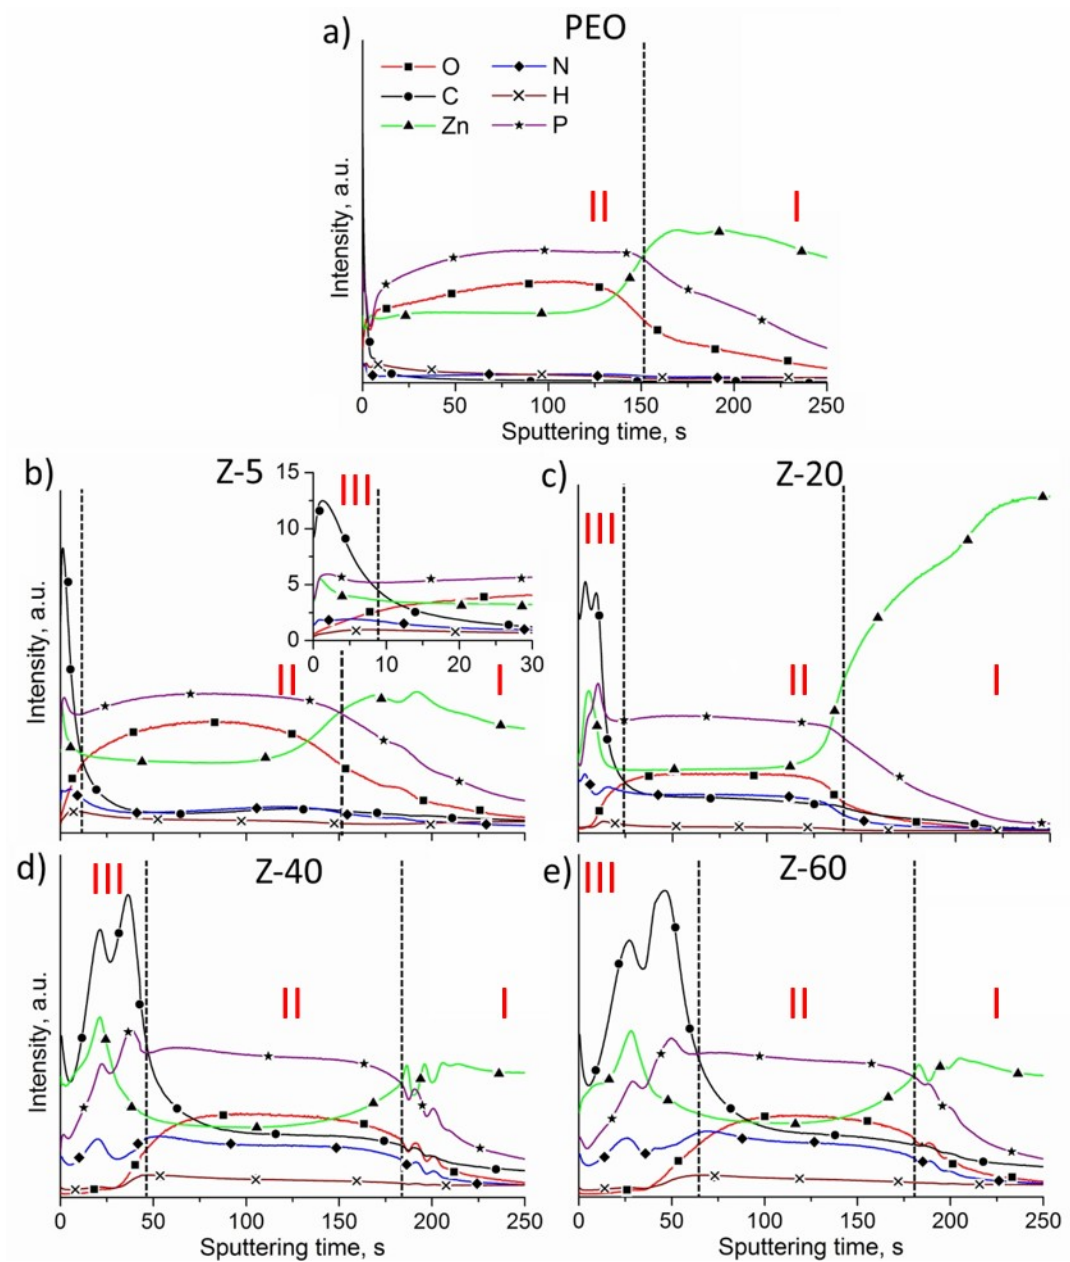 a) PEO
O N
C H
Zn P
II I
Intensity, a.u.
0 50 100 150 200 250
Sputtering time, s
b) Z-5
15
10
5
0
III
0 10 20 30
II I
Intensity, a.u.
c) Z-20
III
II I
d) Z-40
III
II I
Intensity, a.u.
0 50 100 150 200 250
Sputtering time, s
e) Z-60
III
II I
0 50 100 150 200 250
Sputtering time, s